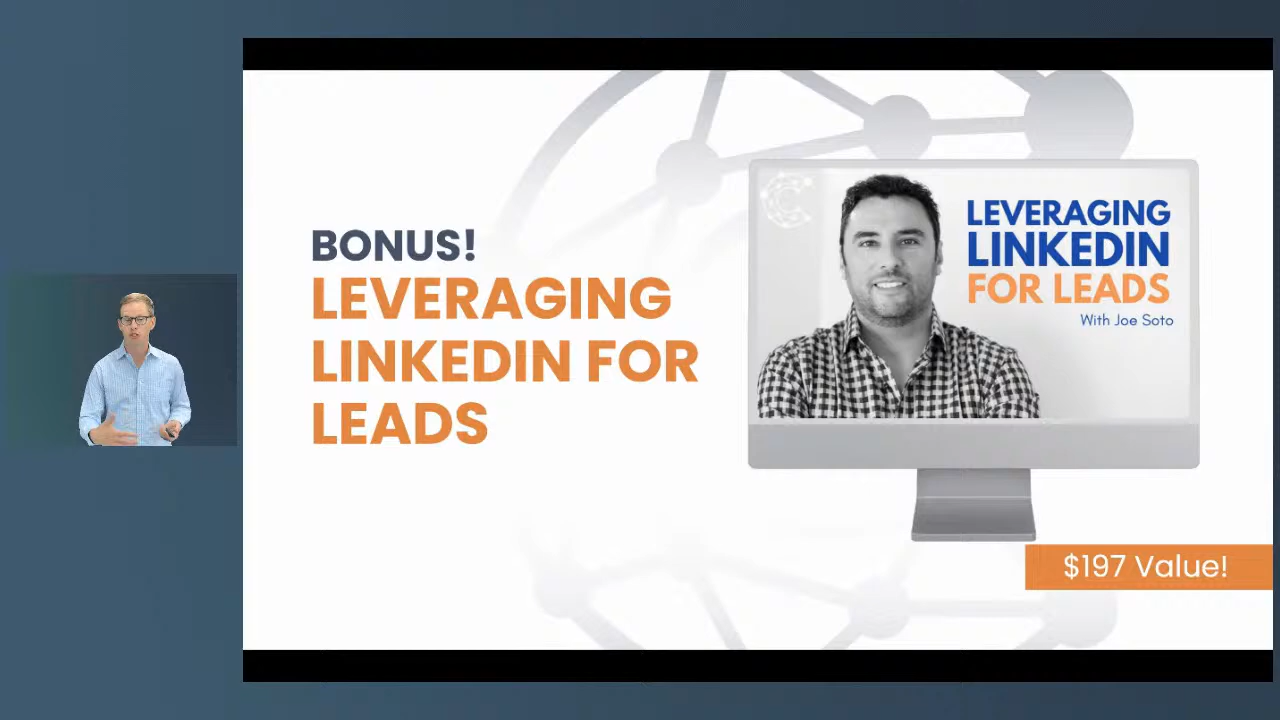 BONUS!
LEVERAGING
LINKEDIN FOR
LEADS
LEVERAGING
LINKEDIN
FOR LEADS
With Joe Soto
$197 Value!